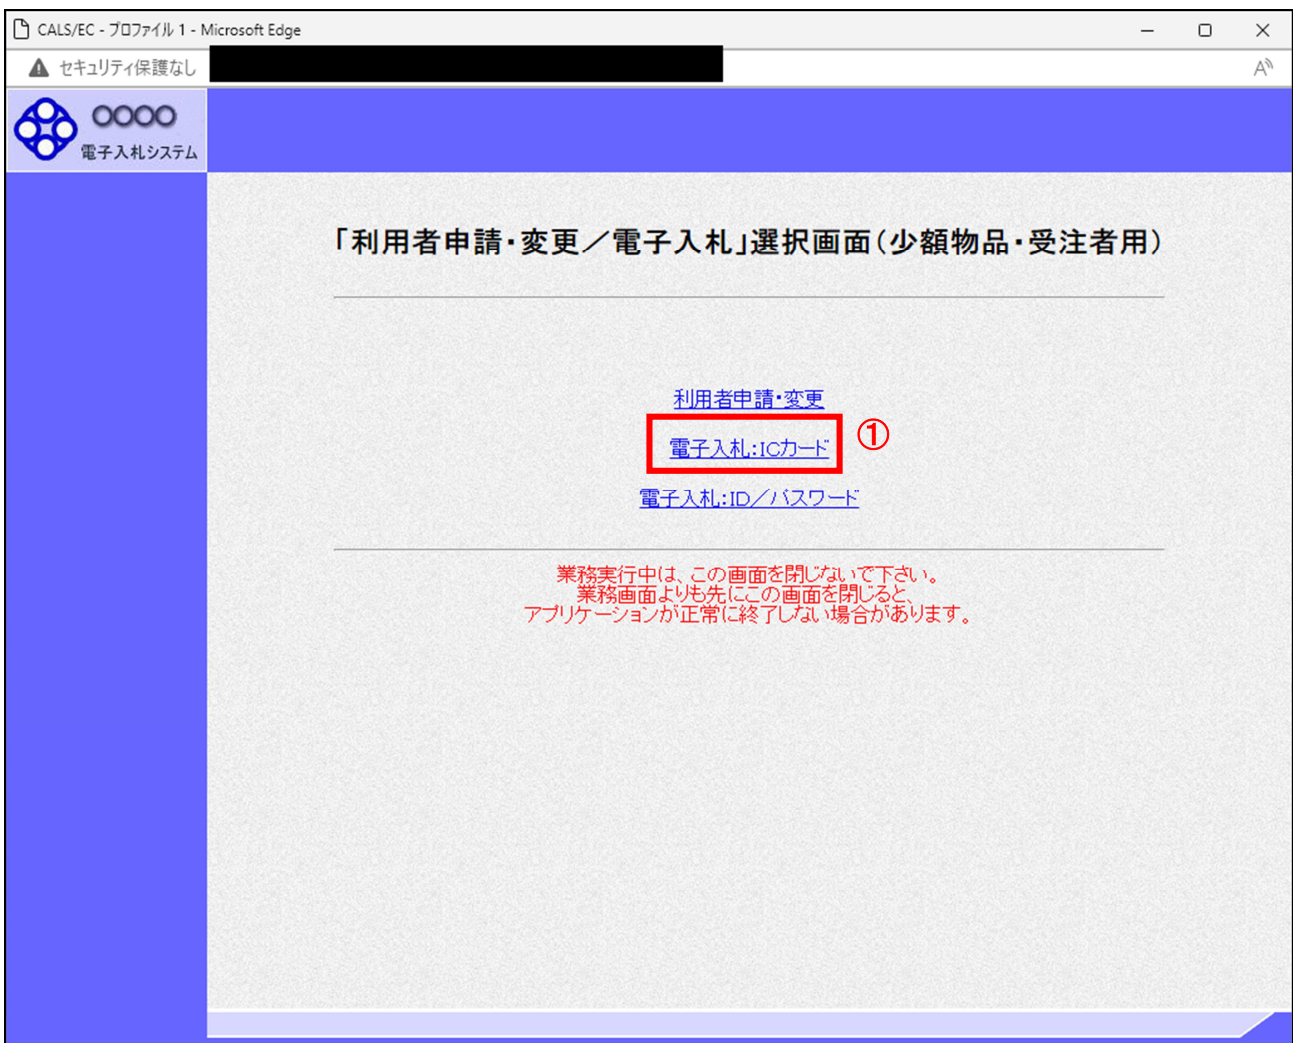 CALS/EC - プロファイル 1 - Microsoft Edge
セキュリティ保護なし
〇〇〇〇
電子入札システム
「利用者申請・変更／電子入札」選択画面(少額物品・受注者用)
利用者申請・変更
電子入札:ICカード
①
電子入札:ID／パスワード
業務実行中は、この画面を閉じないで下さい。
業務画面よりも先にこの画面を閉じると、
アプリケーションが正常に終了しない場合があります。